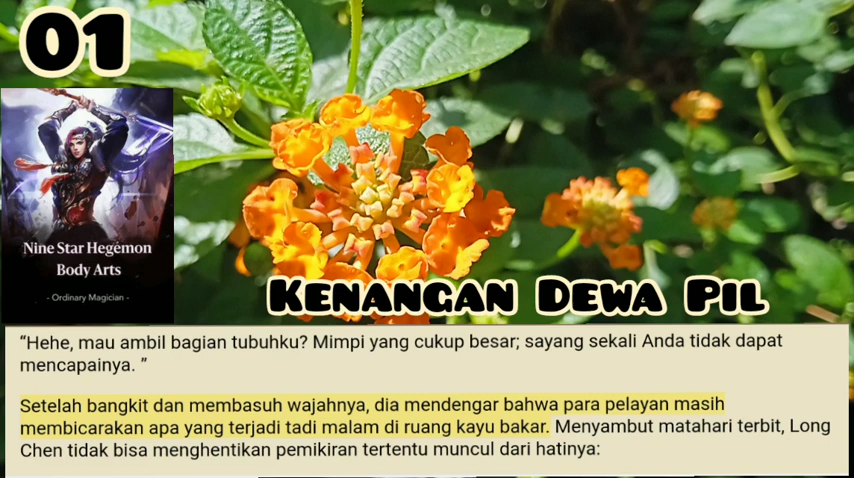 01
Nine Star Hegemon
Body Arts
- Ordinary Magician -
Kenangan Dewa Pil
“Hehe, mau ambil bagian tubuhku? Mimpi yang cukup besar; sayang sekali Anda tidak dapat
mencapainya. ”
Setelah bangkit dan membasuh wajahnya, dia mendengar bahwa para pelayan masih
membicarakan apa yang terjadi tadi malam di ruang kayu bakar. Menyambut matahari terbit, Long
Chen tidak bisa menghentikan pemikiran tertentu muncul dari hatinya: